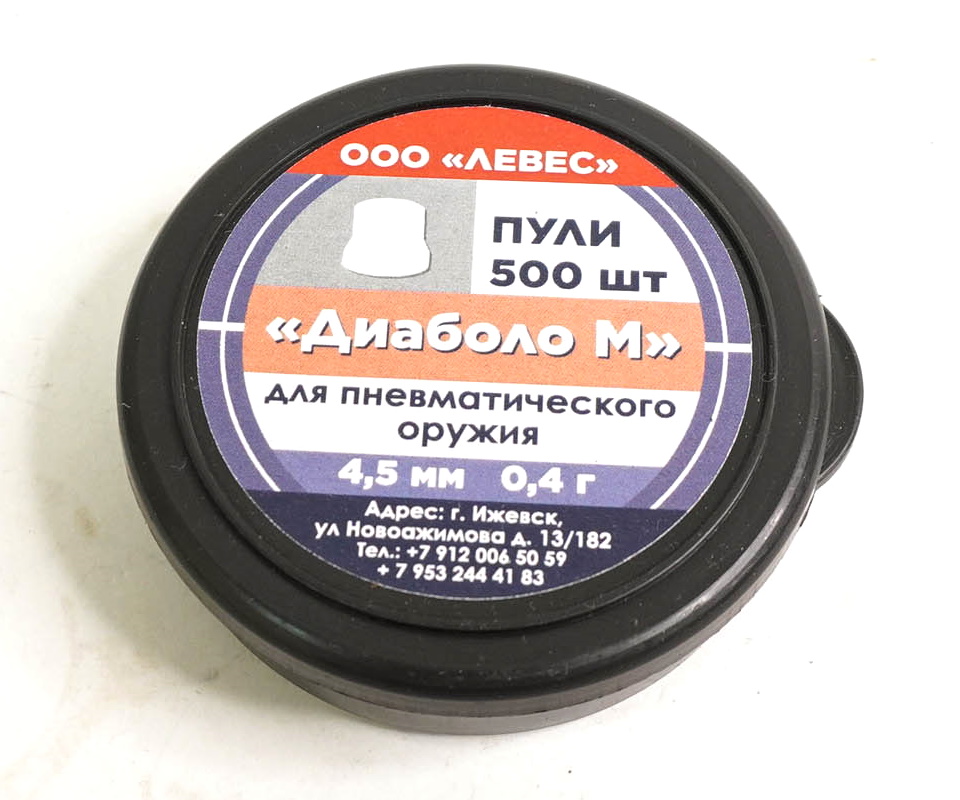 ООО «ЛЕВЕС»
ПУЛИ
500 шт
«Диаболо М»
для пневматического
оружия
4,5 мм 0,4 г
Адрес: г. Ижевск,
ул Новоажимова д. 13/182
Тел.: +7 912 006 50 59
+ 7 953 244 41 83